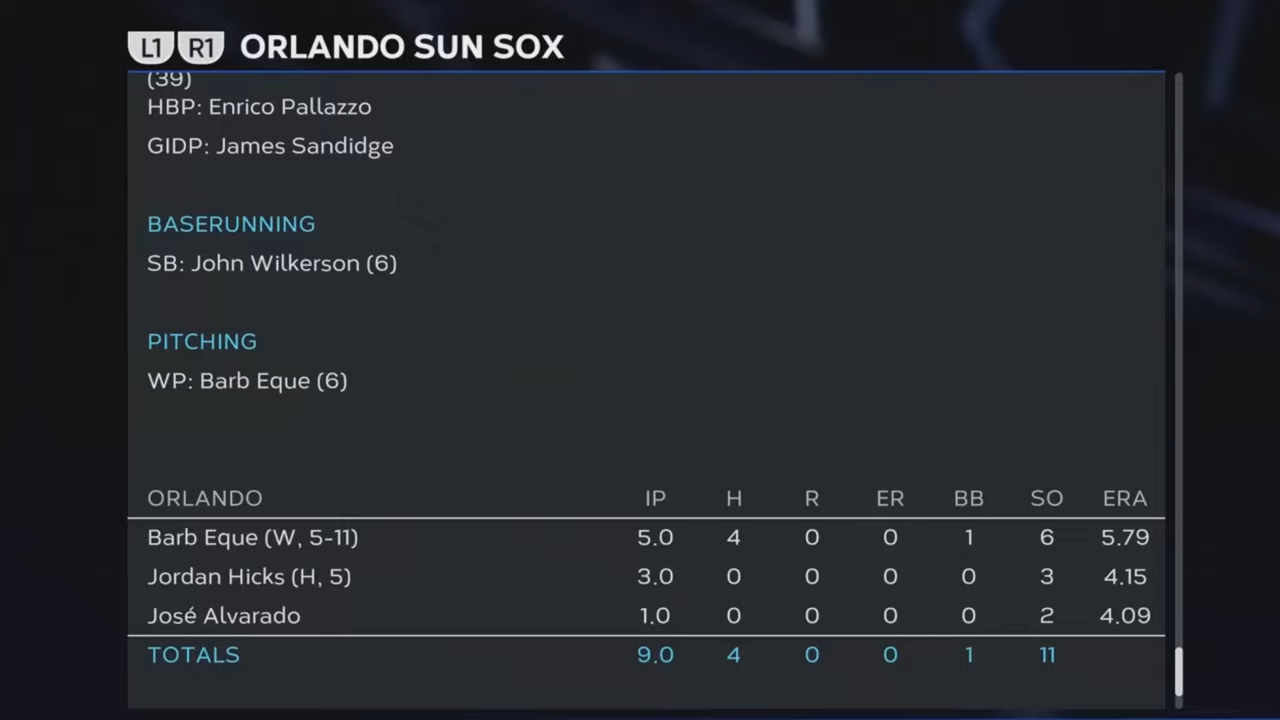 L1 R1 ORLANDO SUN SOX
(39)
HBP: Enrico Pallazzo
GIDP: James Sandidge
BASERUNNING
SB: John Wilkerson (6)
PITCHING
WP: Barb Eque (6)
ORLANDO IP H R ER BB SO ERA
Barb Eque (W, 5-11) 5.0 4 0 0 1 6 5.79
Jordan Hicks (H, 5) 3.0 0 0 0 0 3 4.15
José Alvarado 1.0 0 0 0 0 2 4.09
TOTALS 9.0 4 0 0 1 11